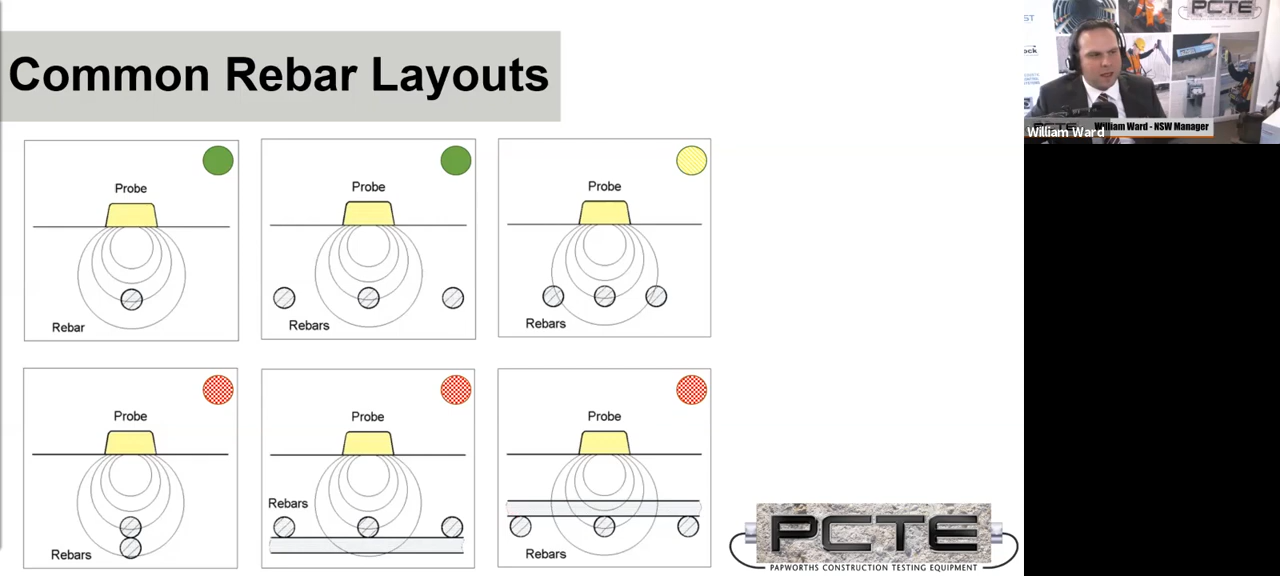 Common Rebar Layouts
Probe
Rebar
Probe
Rebars
Probe
Rebars
Probe
Rebars
Probe
Rebars
Probe
Rebars
PCTE
PAPWORTHS CONSTRUCTION TESTING EQUIPMENT
PCTE
William Ward - NSW Manager
William Ward